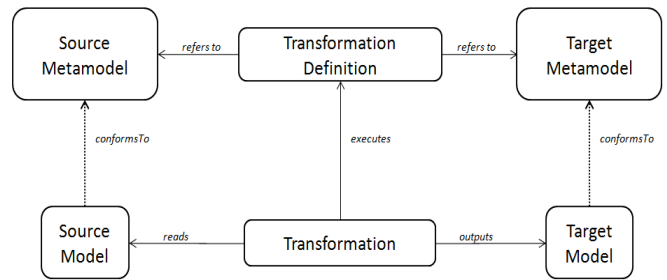 Source
Metamodel
refers to
Transformation
Definition
refers to
Target
Metamodel
conformsTo
executes
conformsTo
Source
Model
reads
Transformation
outputs
Target
Model